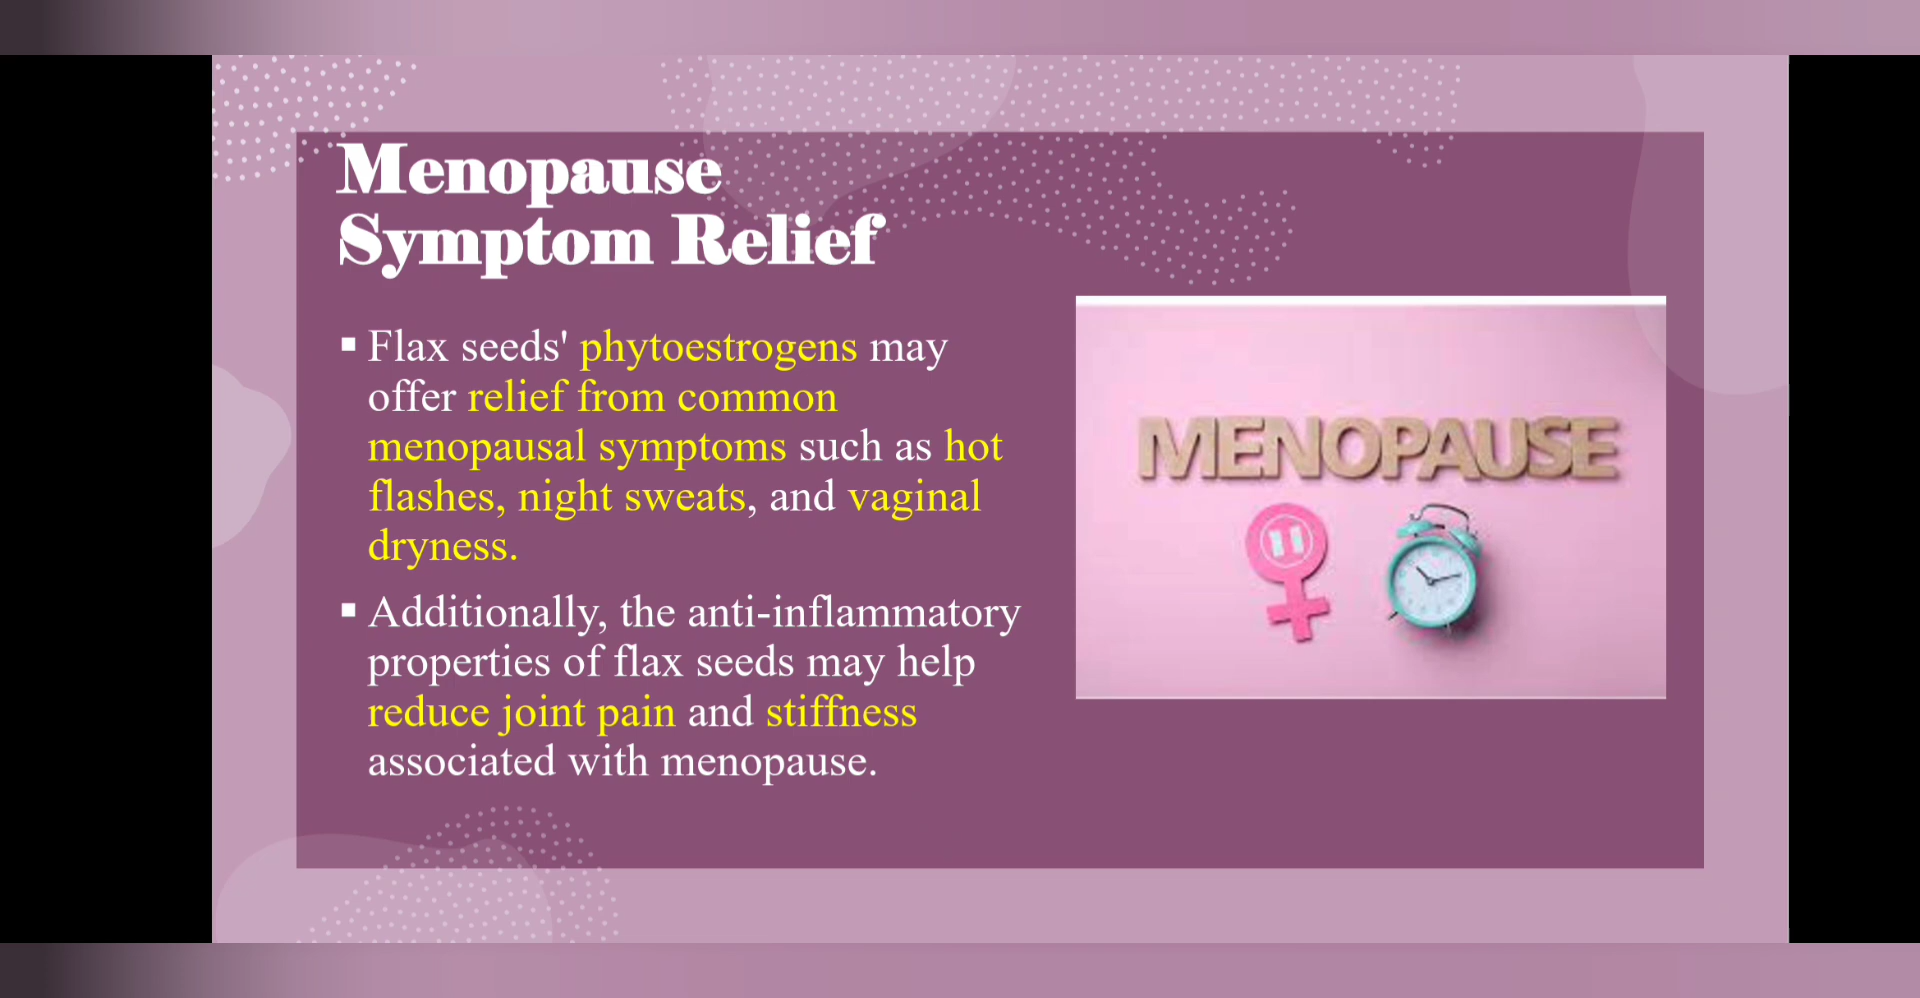 Menopause
Symptom Relief
▪ Flax seeds' phytoestrogens may
offer relief from common
menopausal symptoms such as hot
flashes, night sweats, and vaginal
dryness.
▪ Additionally, the anti-inflammatory
properties of flax seeds may help
reduce joint pain and stiffness
associated with menopause.
MENOPAUSE